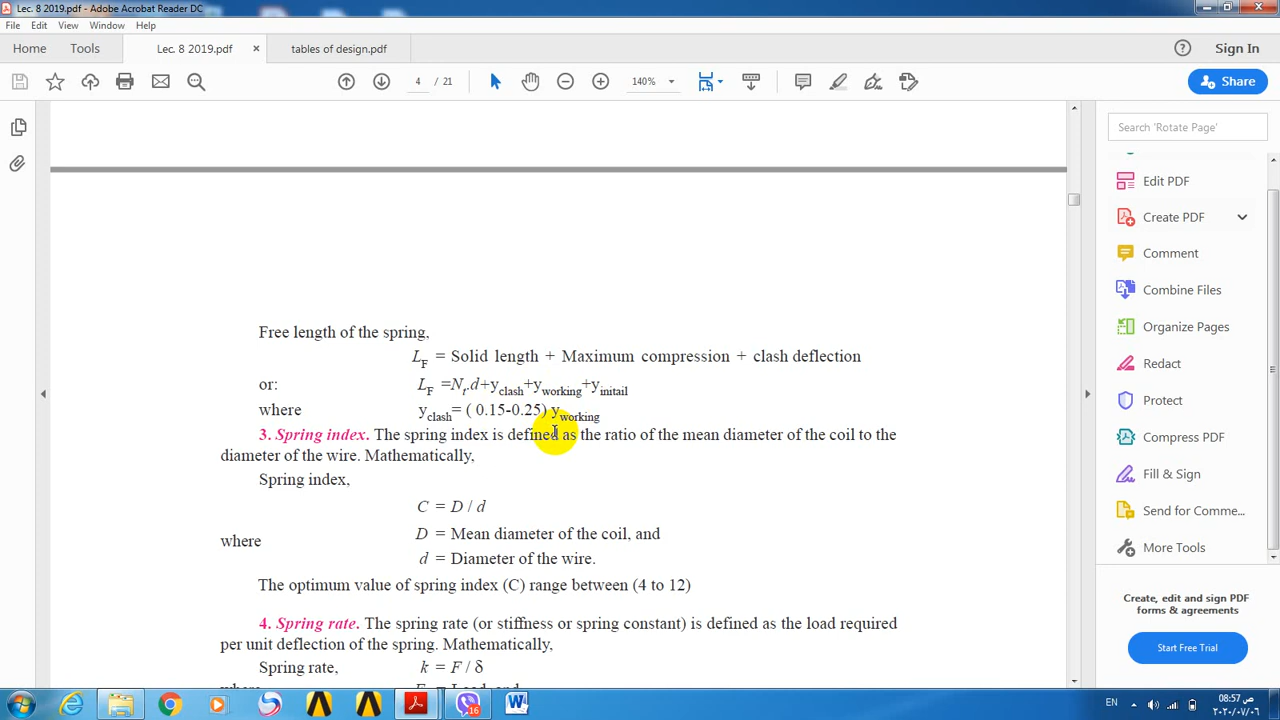 Lec. 8 2019.pdf - Adobe Acrobat Reader DC
File Edit View Window Help
Home Tools Lec. 8 2019.pdf × tables of design.pdf Sign In
4 / 21 140% Share
Search 'Rotate Page'
Edit PDF
Create PDF
Comment
Combine Files
Organize Pages
Redact
Protect
Compress PDF
Fill & Sign
Send for Comme...
More Tools
Create, edit and sign PDF
forms & agreements
Start Free Trial
Free length of the spring,
LF = Solid length + Maximum compression + clash deflection
or: LF =Nt.d+yclash+yworking+yinitail
where yclash= ( 0.15-0.25) yworking
3. Spring index. The spring index is defined as the ratio of the mean diameter of the coil to the
diameter of the wire. Mathematically,
Spring index,
C = D / d
where D = Mean diameter of the coil, and
d = Diameter of the wire.
The optimum value of spring index (C) range between (4 to 12)
4. Spring rate. The spring rate (or stiffness or spring constant) is defined as the load required
per unit deflection of the spring. Mathematically,
Spring rate, k = F / δ
16
EN 08:57 ص
٢٠٢٠/٠٧/٠٦